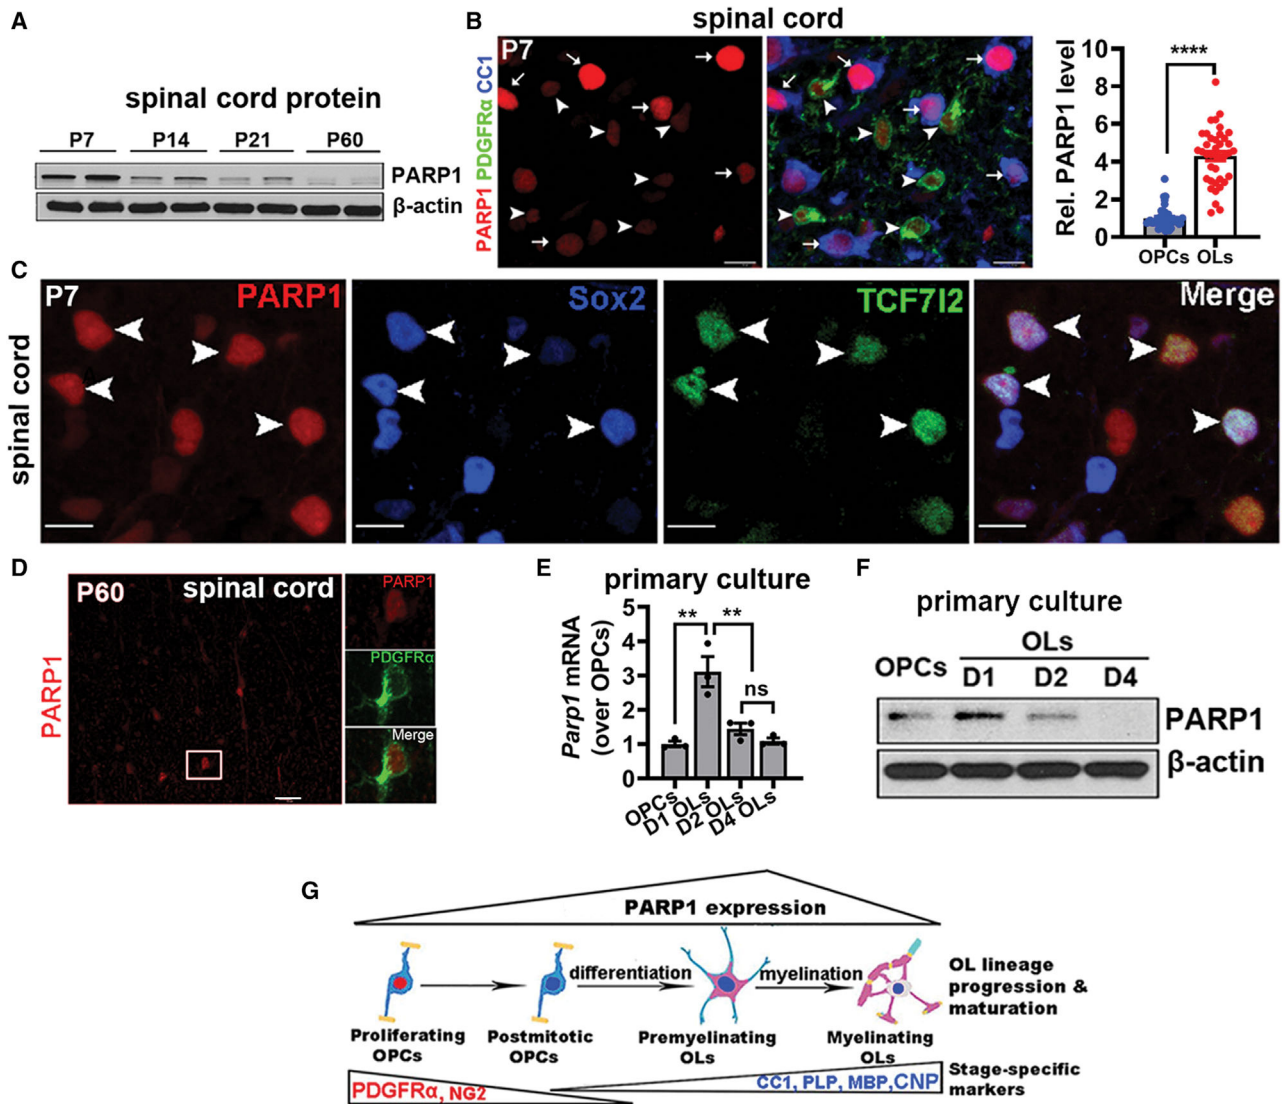 A
spinal cord protein
P7 P14 P21 P60
PARP1
β-actin
B
spinal cord
PARP1 PDGFRα CC1
P7
Rel. PARP1 level
10
8
6
4
2
0
****
OPCs OLs
C
spinal cord
P7 PARP1
Sox2
TCF7l2
Merge
D
PARP1
P60 spinal cord
PARP1
PDGFRα
Merge
E
primary culture
Parp1 mRNA
(over OPCs)
5
4
3
2
1
0
** **
ns
OPCs
D1 OLs
D2 OLs
D4 OLs
F
primary culture
OLs
OPCs D1 D2 D4
PARP1
β-actin
G
PARP1 expression
differentiation myelination
OL lineage
progression &
maturation
Proliferating
OPCs
Postmitotic
OPCs
Premyelinating
OLs
Myelinating
OLs
PDGFRα, NG2
CC1, PLP, MBP,CNP
Stage-specific
markers